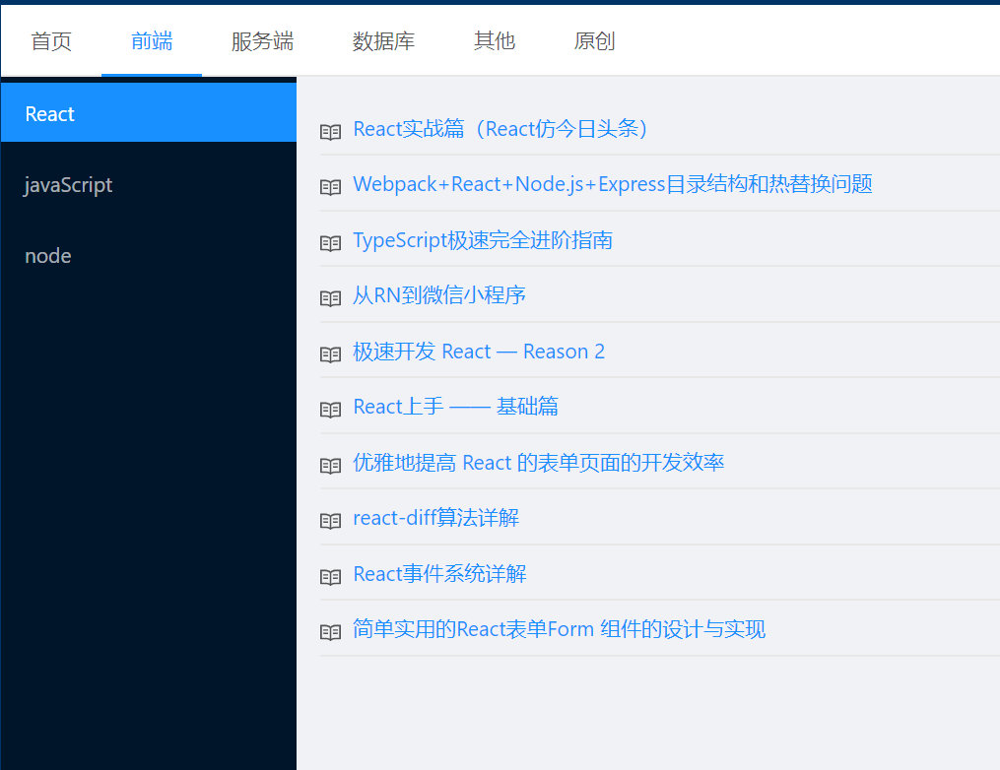 首页 前端 服务端 数据库 其他 原创
React
javaScript
node
React实战篇（React仿今日头条）
Webpack+React+Node.js+Express目录结构和热替换问题
TypeScript极速完全进阶指南
从RN到微信小程序
极速开发 React — Reason 2
React上手 —— 基础篇
优雅地提高 React 的表单页面的开发效率
react-diff算法详解
React事件系统详解
简单实用的React表单Form 组件的设计与实现